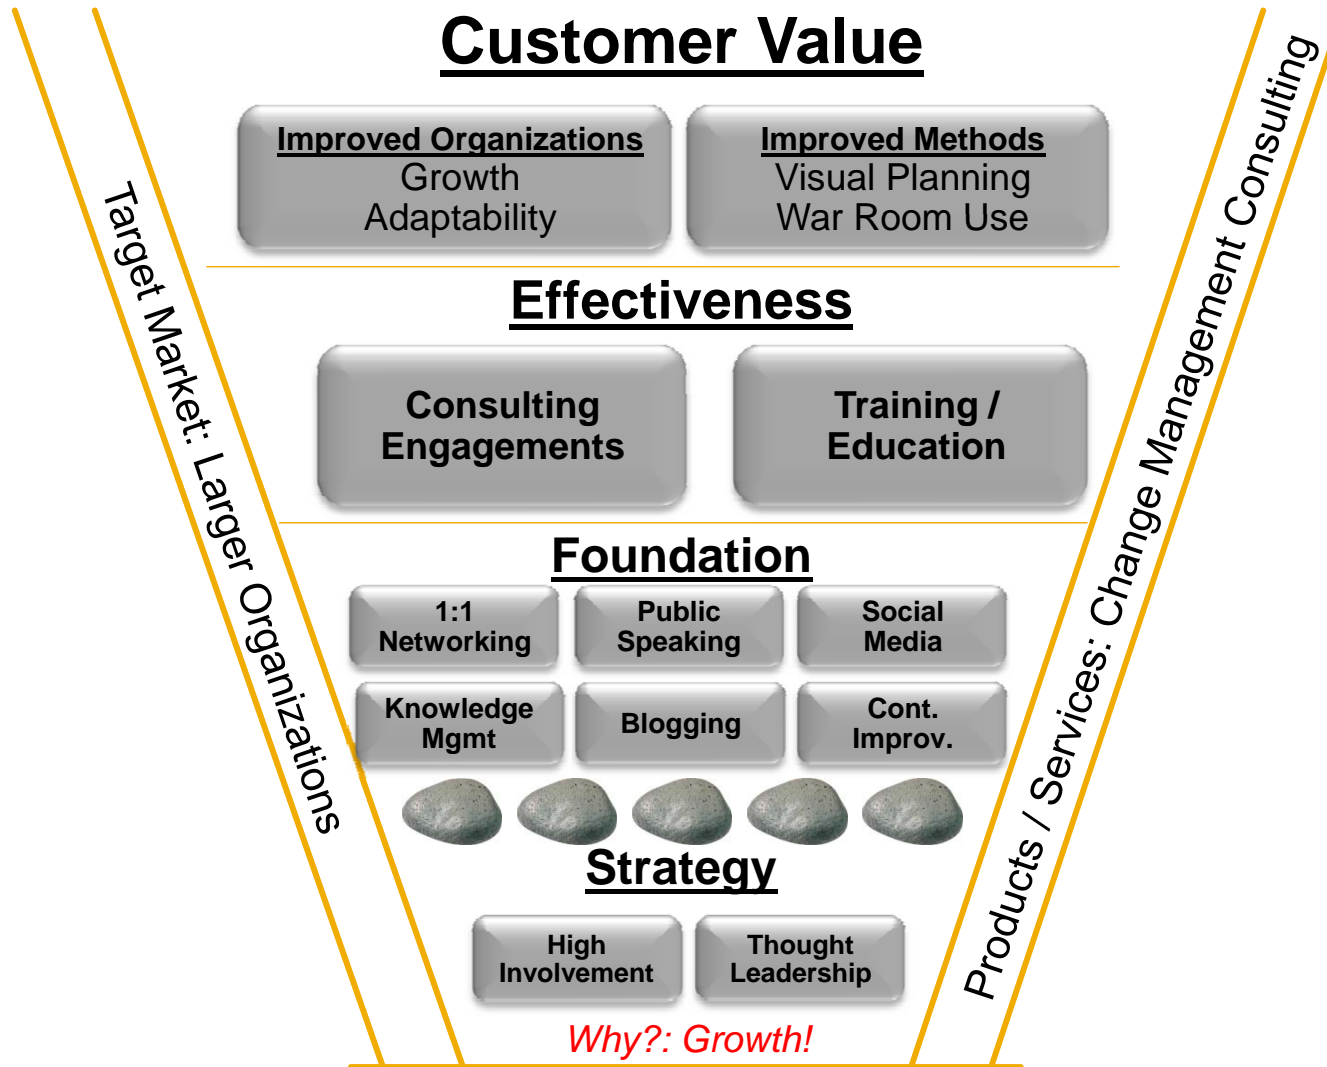 Customer Value
Improved Organizations
Growth
Adaptability
Improved Methods
Visual Planning
War Room Use
Effectiveness
Consulting
Engagements
Training /
Education
Foundation
1:1
Networking
Public
Speaking
Social
Media
Knowledge
Mgmt
Blogging
Cont.
Improv.
Strategy
High
Involvement
Thought
Leadership
Why?: Growth!
Target Market: Larger Organizations
Products / Services: Change Management Consulting